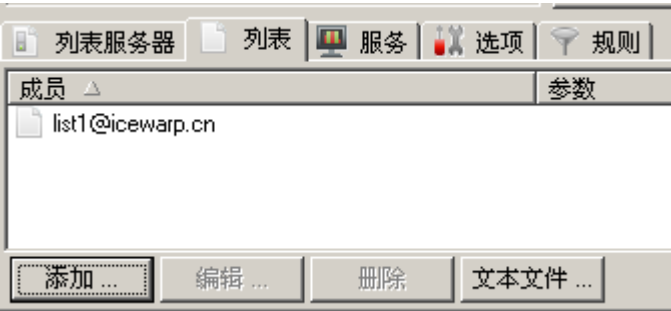 列表服务器 列表 服务 选项 规则
成员 参数
list1@icewarp.cn
添加 ... 编辑 ... 删除 文本文件 ...